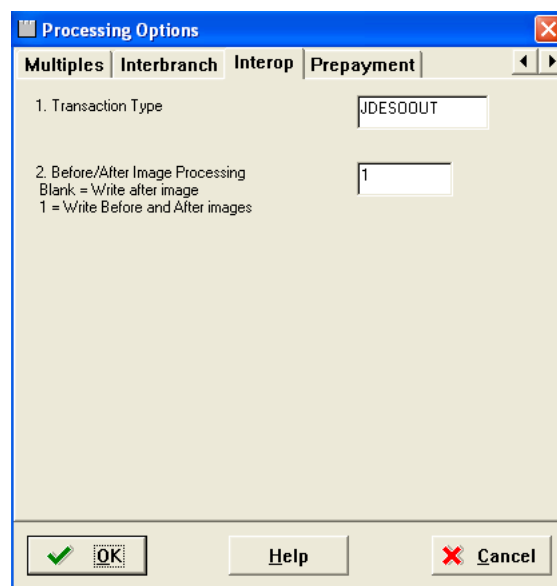 Processing Options
Multiples Interbranch Interop Prepayment
1. Transaction Type JDESOOUT
2. Before/After Image Processing 1
Blank = Write after image
1 = Write Before and After images
OK Help Cancel